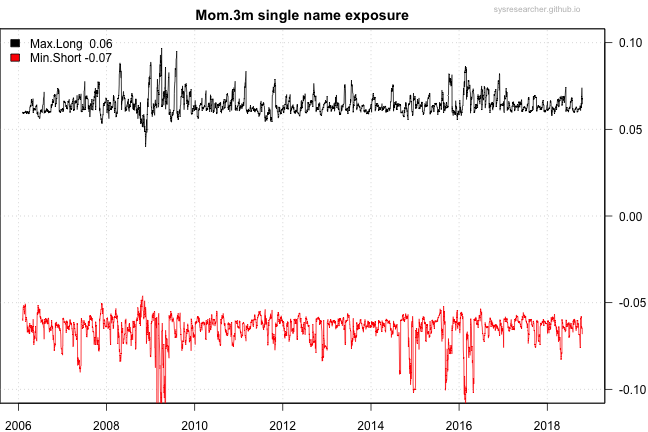 Mom.3m single name exposure
sysresearcher.github.io
Max.Long 0.06
Min.Short -0.07
0.10
0.05
0.00
-0.05
-0.10
2006 2008 2010 2012 2014 2016 2018